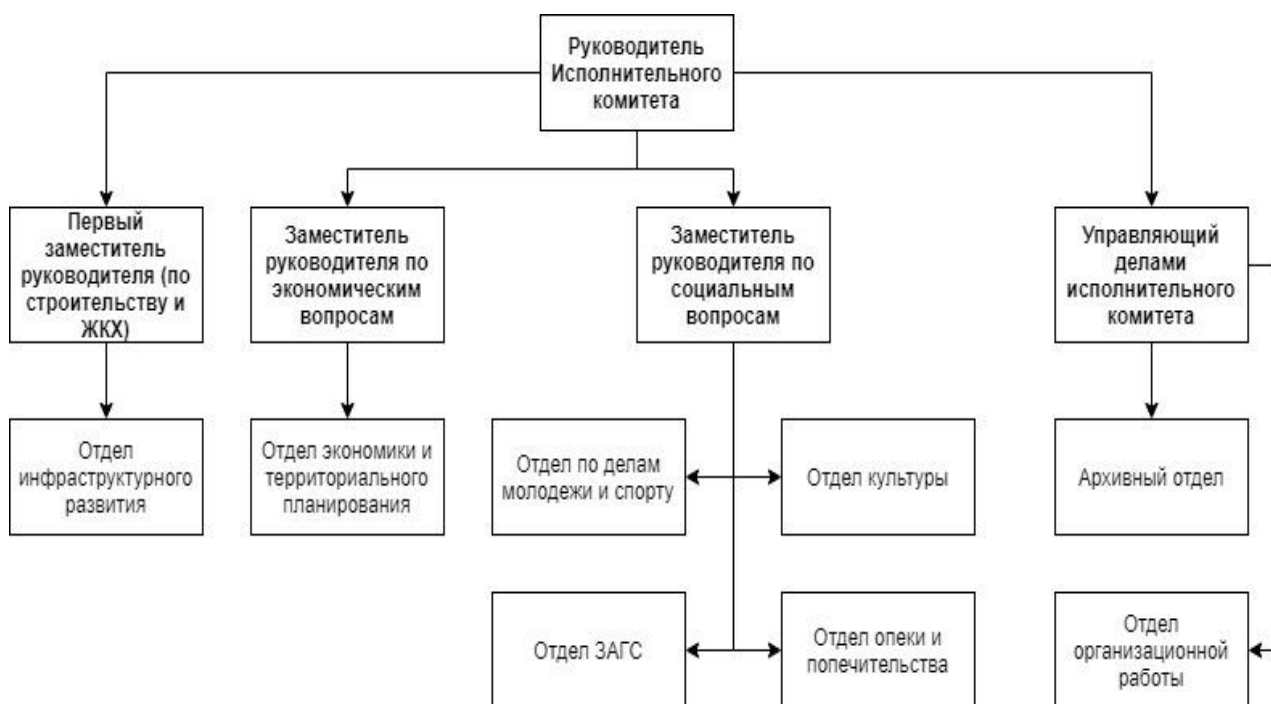 Руководитель
Исполнительного
комитета
Первый
заместитель
руководителя (по
строительству и
ЖКХ)
Заместитель
руководителя по
экономическим
вопросам
Заместитель
руководителя по
социальным
вопросам
Управляющий
делами
исполнительного
комитета
Отдел
инфраструктурного
развития
Отдел экономики и
территориального
планирования
Отдел по делам
молодежи и спорту
Отдел культуры
Архивный отдел
Отдел ЗАГС
Отдел опеки и
попечительства
Отдел
организационной
работы